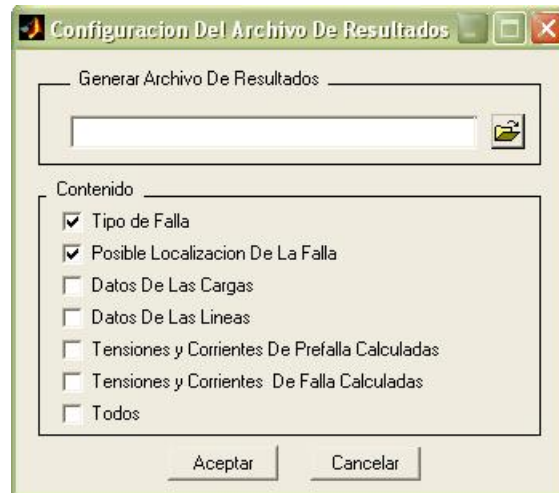 Configuracion Del Archivo De Resultados
Generar Archivo De Resultados
Contenido
Tipo de Falla
Posible Localizacion De La Falla
Datos De Las Cargas
Datos De Las Lineas
Tensiones y Corrientes De Prefalla Calculadas
Tensiones y Corrientes De Falla Calculadas
Todos
Aceptar Cancelar